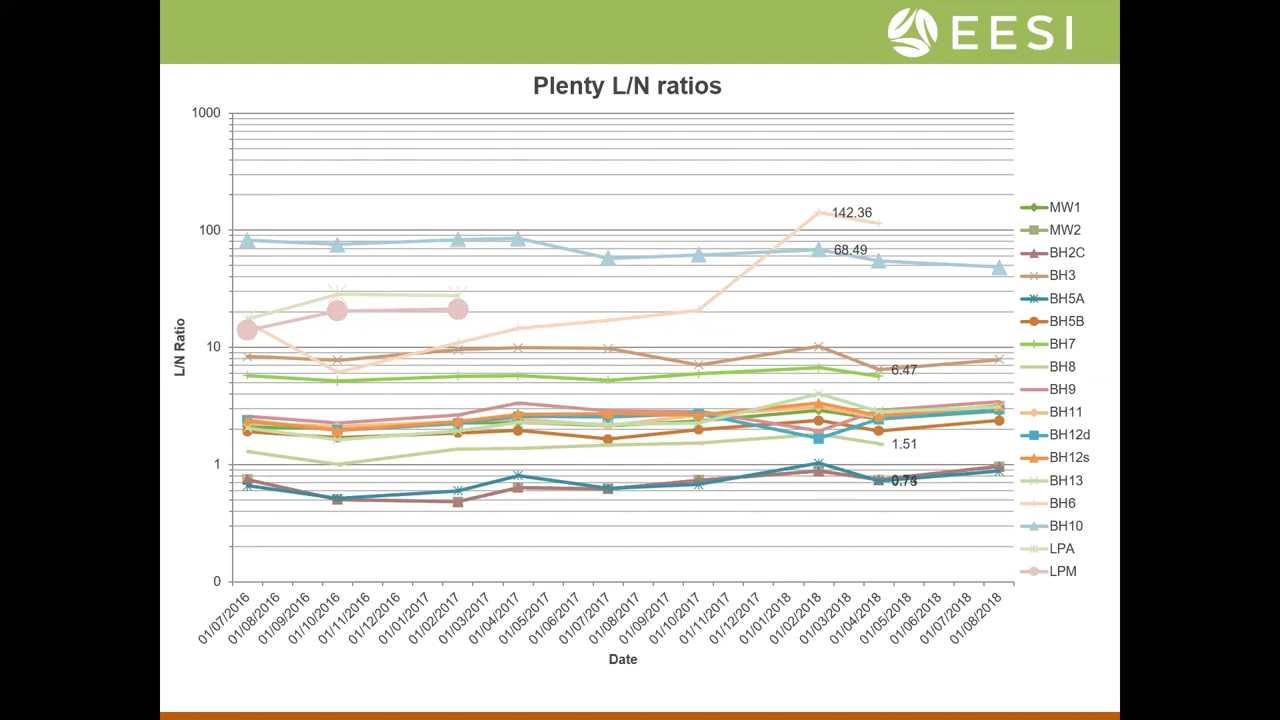 EESI
Plenty L/N ratios
1000
100
10
1
0
L/N Ratio
142.36
68.49
6.47
1.51
MW1
MW2
BH2C
BH3
BH5A
BH5B
BH7
BH8
BH9
BH11
BH12d
BH12s
BH13
BH6
BH10
LPA
LPM
01/07/2016
01/08/2016
01/09/2016
01/10/2016
01/11/2016
01/12/2016
01/01/2017
01/02/2017
01/03/2017
01/04/2017
01/05/2017
01/06/2017
01/07/2017
01/08/2017
01/09/2017
01/10/2017
01/11/2017
01/12/2017
01/01/2018
01/02/2018
01/03/2018
01/04/2018
01/05/2018
01/06/2018
01/07/2018
01/08/2018
Date